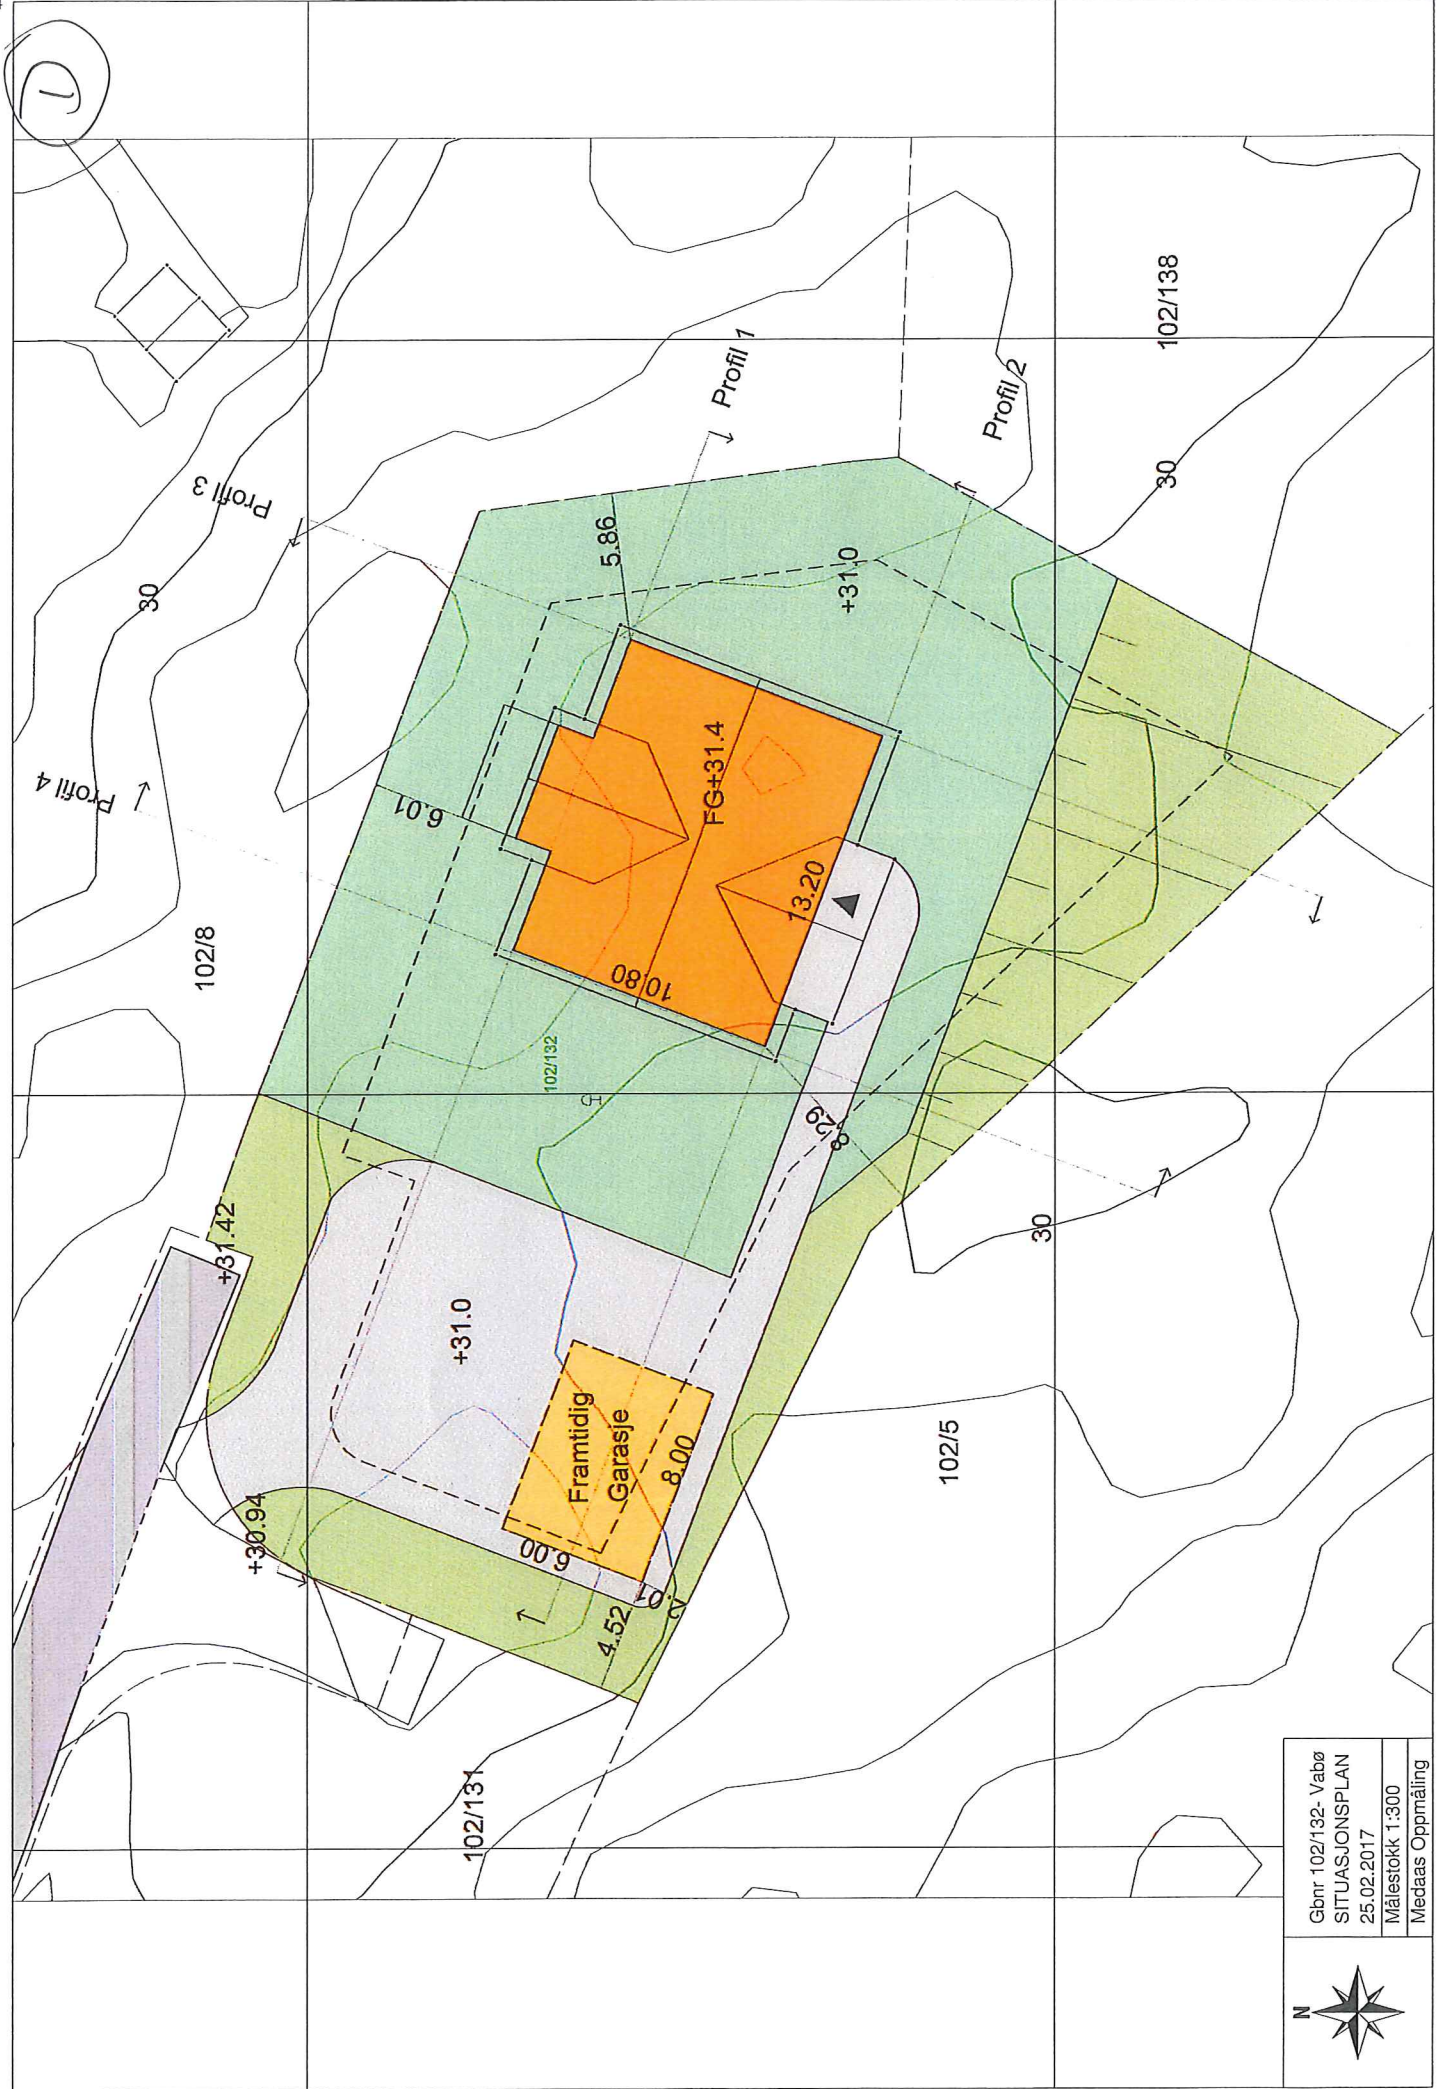 Profil 3
Profil 4
Profil 1
Profil 2
102/138
30
30
30
102/8
102/5
102/131
102/132
5.86
+31.0
6.01
FG+31.4
13.20
10.80
8.29
+31.42
+31.0
+30.94
Framtidig
Garasje
8.00
6.00
2.01
4.52
N
Gbnr 102/132- Vabø
SITUASJONSPLAN
25.02.2017
Målestokk 1:300
Medaas Oppmåling